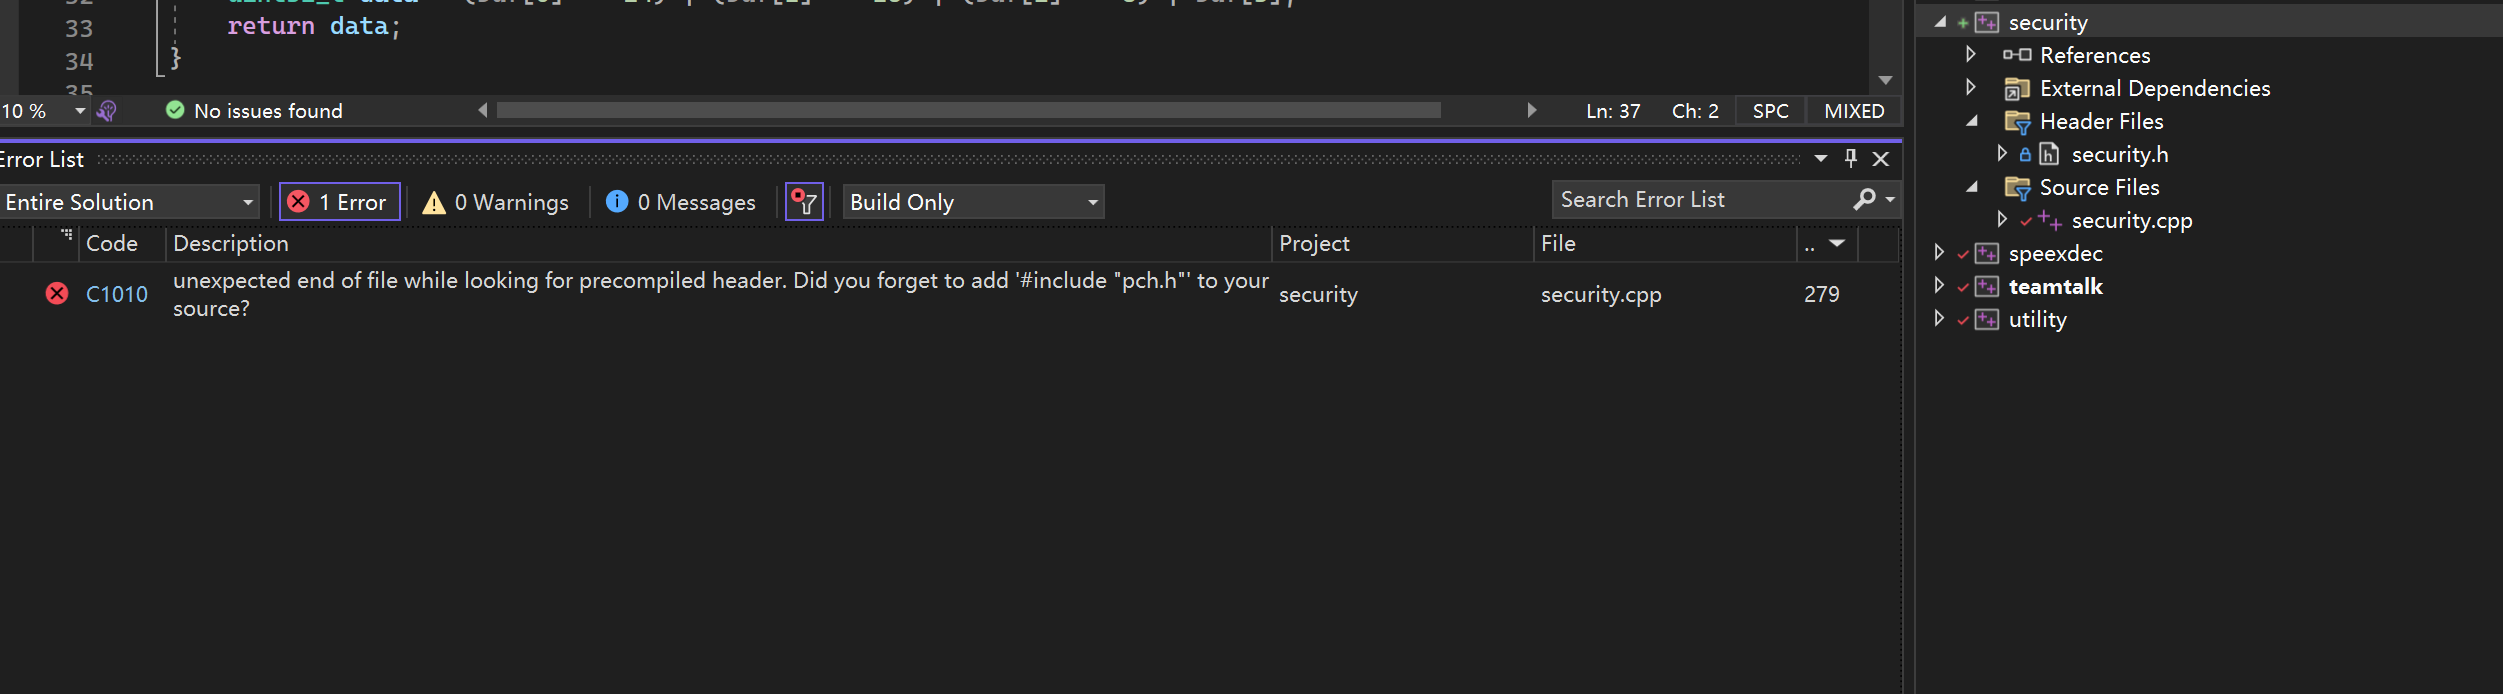 33 return data;
34 }
35
10 % No issues found Ln: 37 Ch: 2 SPC MIXED
Error List
Entire Solution 1 Error 0 Warnings 0 Messages Build Only Search Error List
Code Description Project File ..
C1010 unexpected end of file while looking for precompiled header. Did you forget to add '#include "pch.h"' to your source? security security.cpp 279
security
References
External Dependencies
Header Files
security.h
Source Files
security.cpp
speexdec
teamtalk
utility